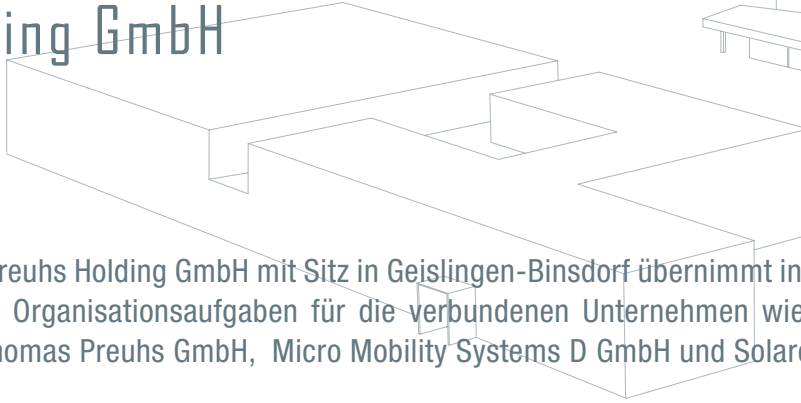 ing GmbH
reuhs Holding GmbH mit Sitz in Geislingen-Binsdorf übernimmt in
Organisationsaufgaben für die verbundenen Unternehmen wie
homas Preuhs GmbH, Micro Mobility Systems D GmbH und Solar